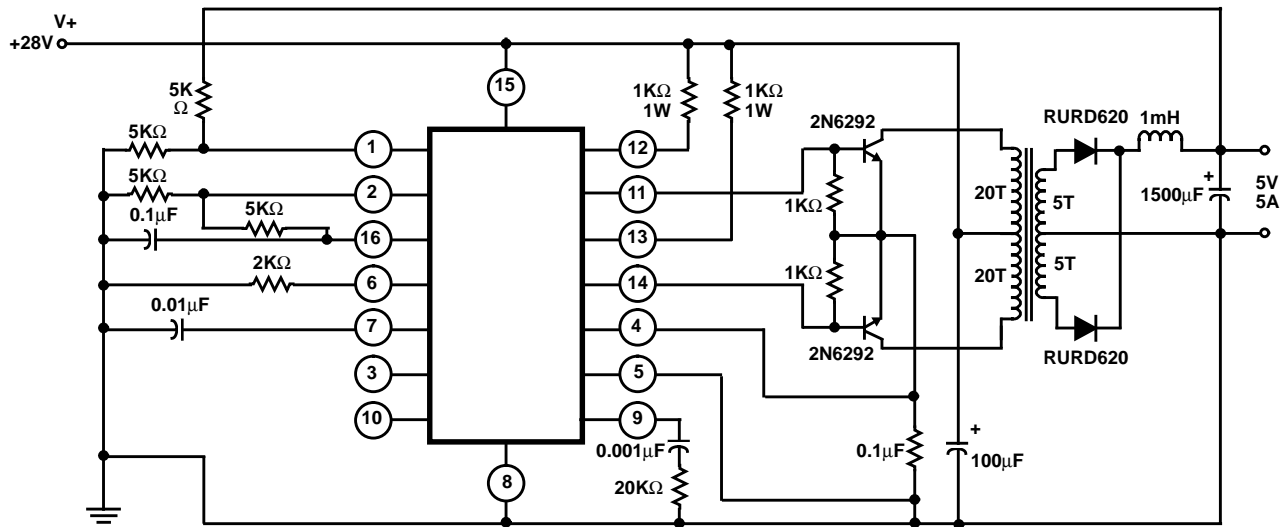 V+
+28V
5K
Ω
15
1KΩ
1W
1KΩ
1W
2N6292
RURD620
1mH
5KΩ
1
12
5KΩ
2
11
20T
5T
+
1500µF
5V
5A
0.1µF
5KΩ
16
13
1KΩ
2KΩ
6
14
1KΩ
20T
5T
0.01µF
7
4
2N6292
RURD620
3
5
10
9
0.001µF
0.1µF
+
100µF
8
20KΩ